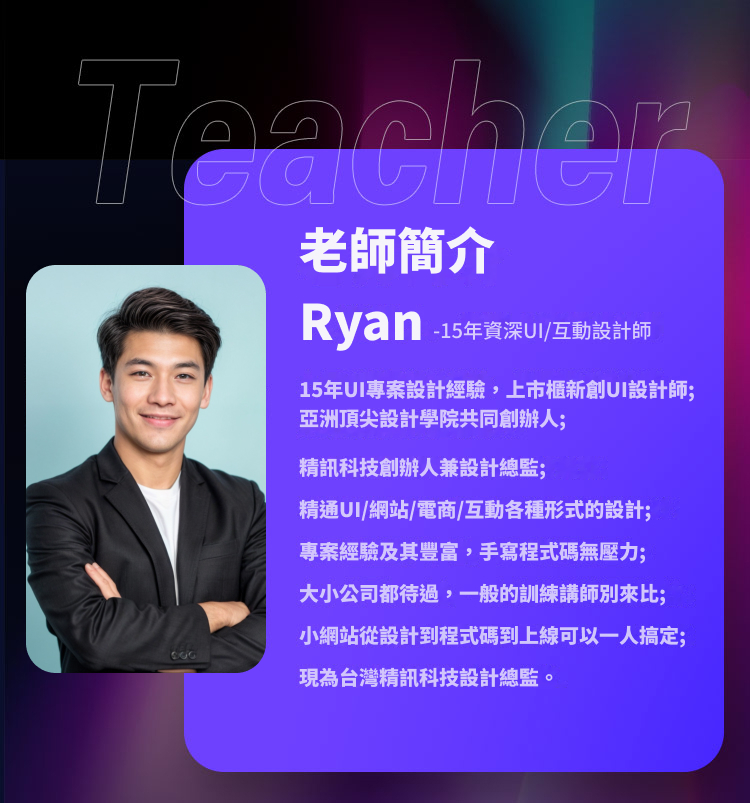 Teacher
老師簡介
Ryan -15年資深UI/互動設計師
15年UI專案設計經驗，上市櫃新創UI設計師;
亞洲頂尖設計學院共同創辦人;
精訊科技創辦人兼設計總監;
精通UI/網站/電商/互動各種形式的設計;
專案經驗及其豐富，手寫程式碼無壓力;
大小公司都待過，一般的訓練講師別來比;
小網站從設計到程式碼到上線可以一人搞定;
現為台灣精訊科技設計總監。